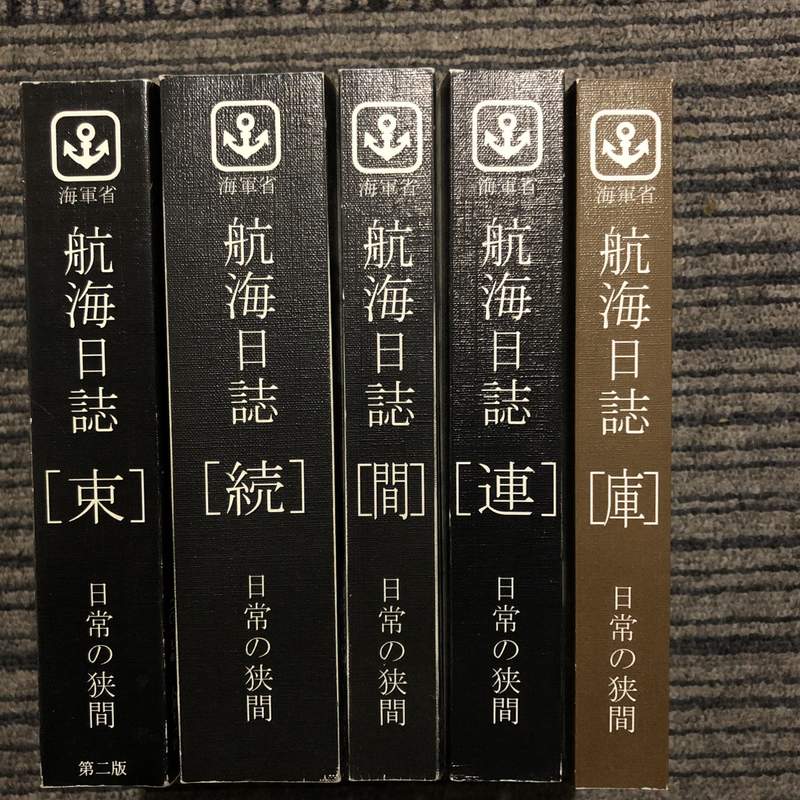 海軍省
航海日誌
[束]
日常の狭間
第二版
海軍省
航海日誌
[続]
日常の狭間
海軍省
航海日誌
[間]
日常の狭間
海軍省
航海日誌
[連]
日常の狭間
海軍省
航海日誌
[庫]
日常の狭間